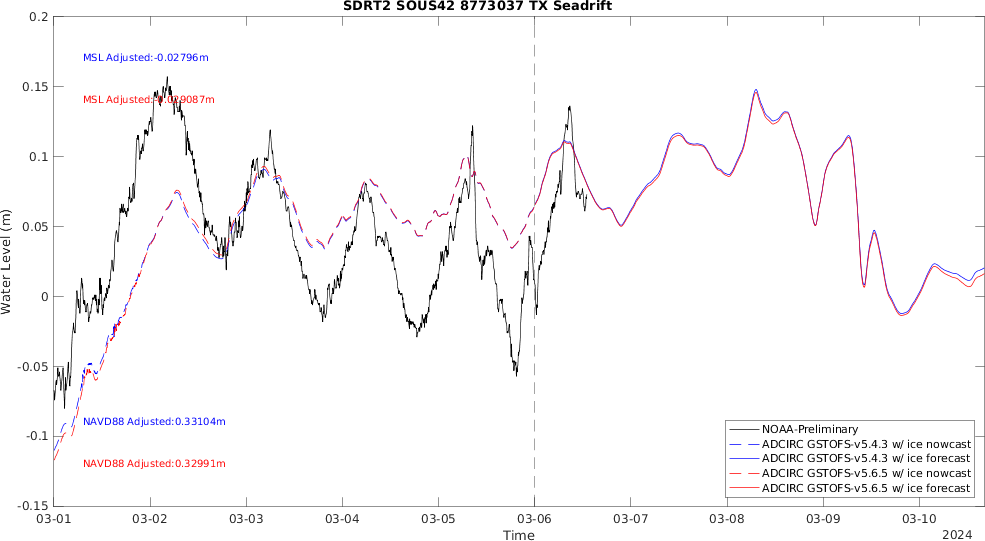 SDRT2 SOUS42 8773037 TX Seadrift
0.2
0.15
0.1
0.05
0
-0.05
-0.1
-0.15
Water Level (m)
MSL Adjusted:-0.02796m
MSL Adjusted:-0.029087m
NAVD88 Adjusted:0.33104m
NAVD88 Adjusted:0.32991m
NOAA-Preliminary
ADCIRC GSTOFS-v5.4.3 w/ ice nowcast
ADCIRC GSTOFS-v5.4.3 w/ ice forecast
ADCIRC GSTOFS-v5.6.5 w/ ice nowcast
ADCIRC GSTOFS-v5.6.5 w/ ice forecast
03-01 03-02 03-03 03-04 03-05 03-06 03-07 03-08 03-09 03-10
Time
2024